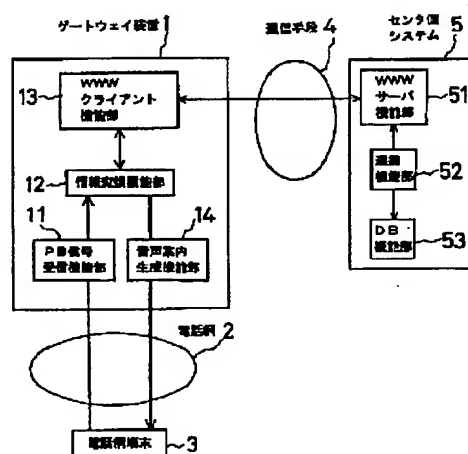 ゲートウェイ装置
1
通信手段
4
センタ側
システム
5
13
WWW
クライアント
機能部
WWW
サーバ
機能部
51
12
情報変換機能部
52
機能部
11
PB信号
受信機能部
14
音声案内
生成機能部
DB
機能部
53
電話網
2
電話網端末
3